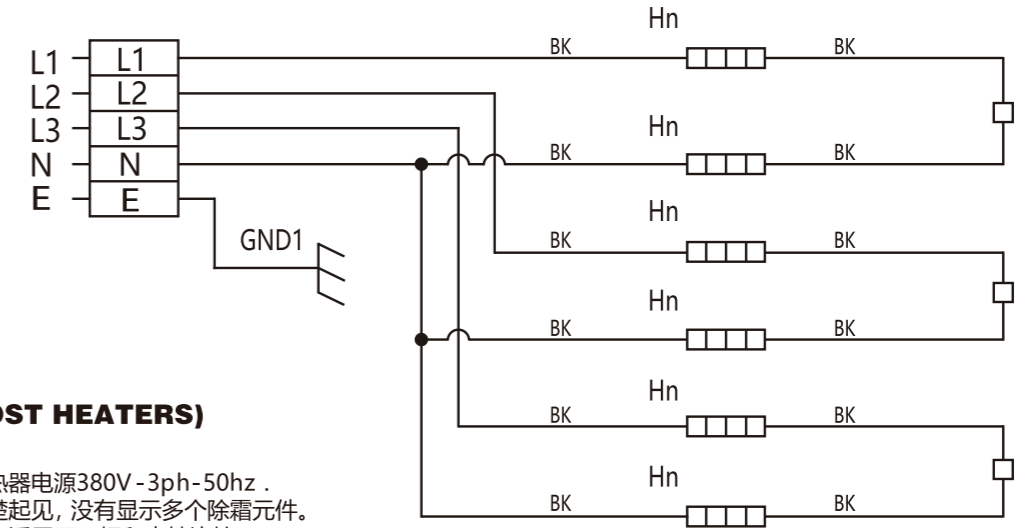 Hn
BK BK
L1 L1
L2 L2
L3 L3
Hn
N N
BK BK
E E
Hn
GND1
BK BK
Hn
BK BK
Hn
OST HEATERS)
BK BK
热器电源380V-3ph-50hz .
楚起见, 没有显示多个除霜元件。
Hn
BK BK